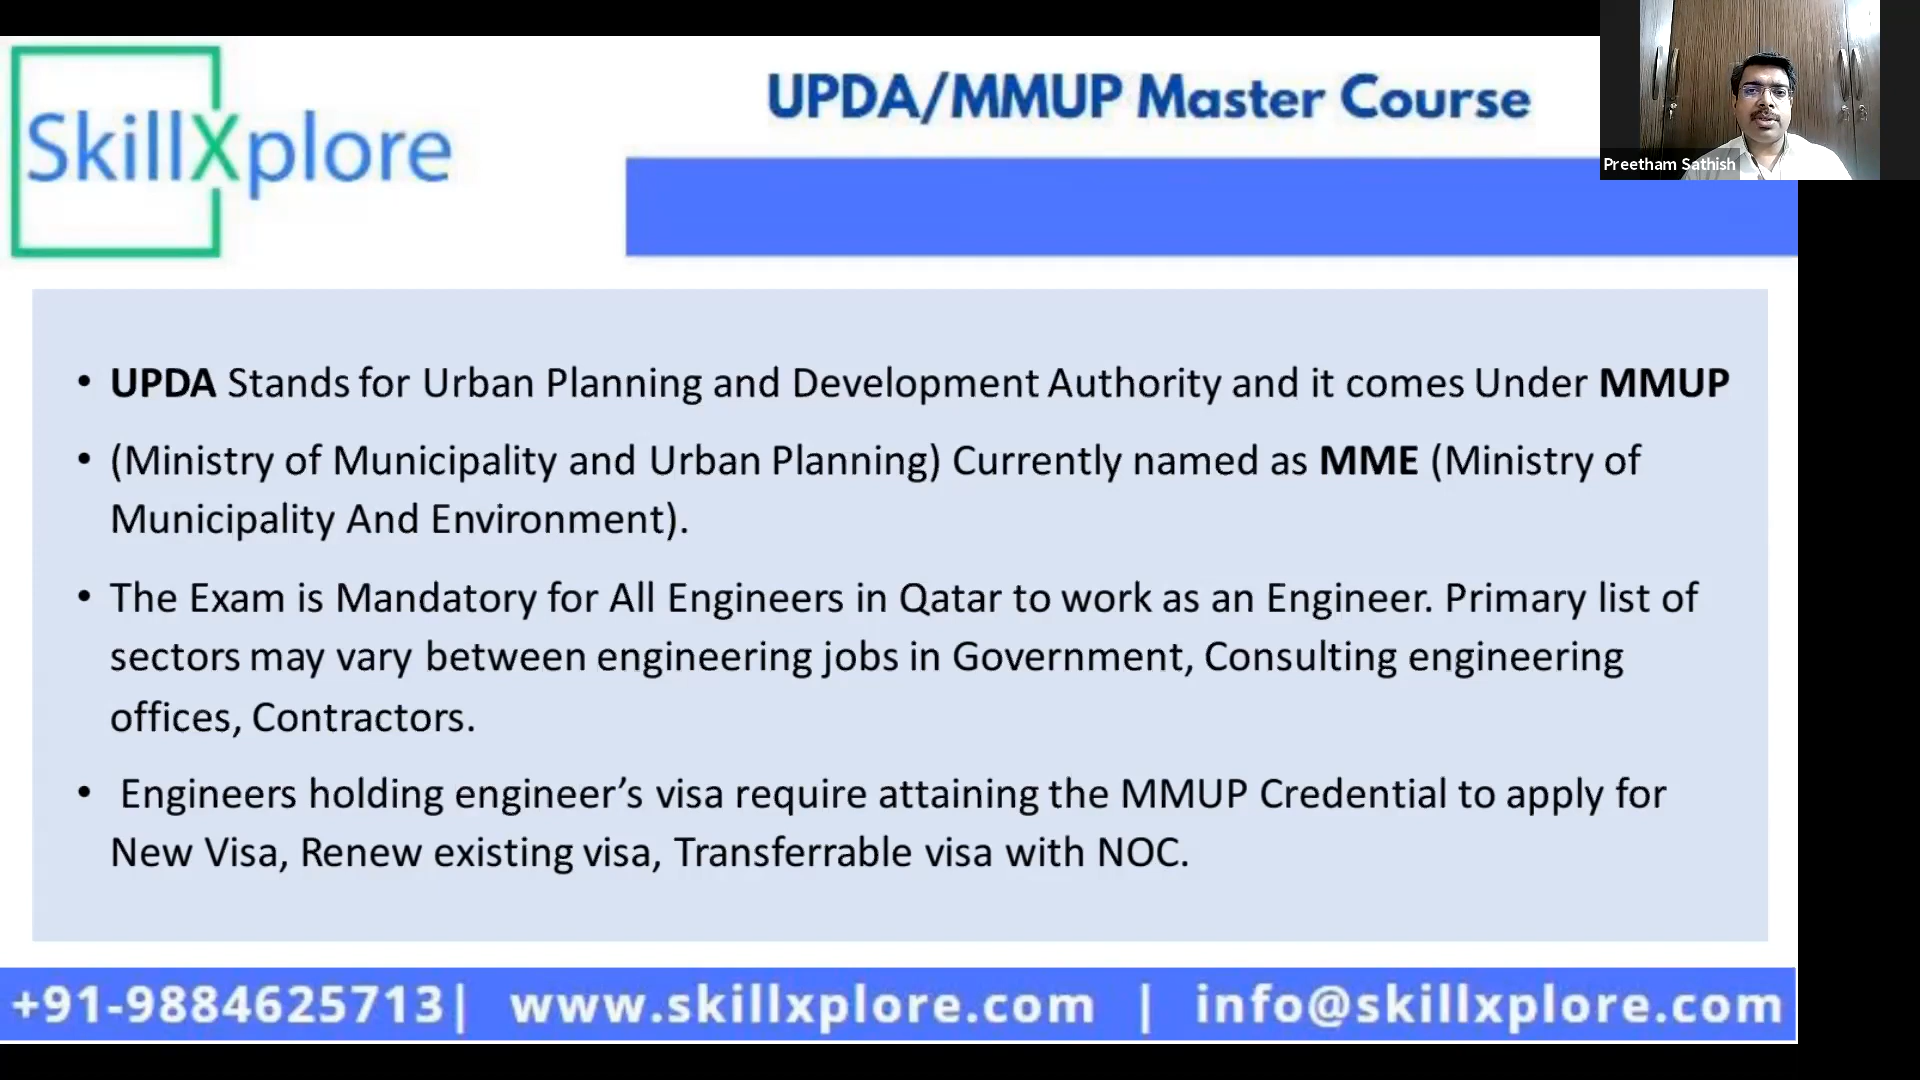 SkillXplore
UPDA/MMUP Master Course
Preetham Sathish
• UPDA Stands for Urban Planning and Development Authority and it comes Under MMUP
• (Ministry of Municipality and Urban Planning) Currently named as MME (Ministry of
Municipality And Environment).
• The Exam is Mandatory for All Engineers in Qatar to work as an Engineer. Primary list of
sectors may vary between engineering jobs in Government, Consulting engineering
offices, Contractors.
• Engineers holding engineer’s visa require attaining the MMUP Credential to apply for
New Visa, Renew existing visa, Transferrable visa with NOC.
+91-9884625713| www.skillxplore.com | info@skillxplore.com